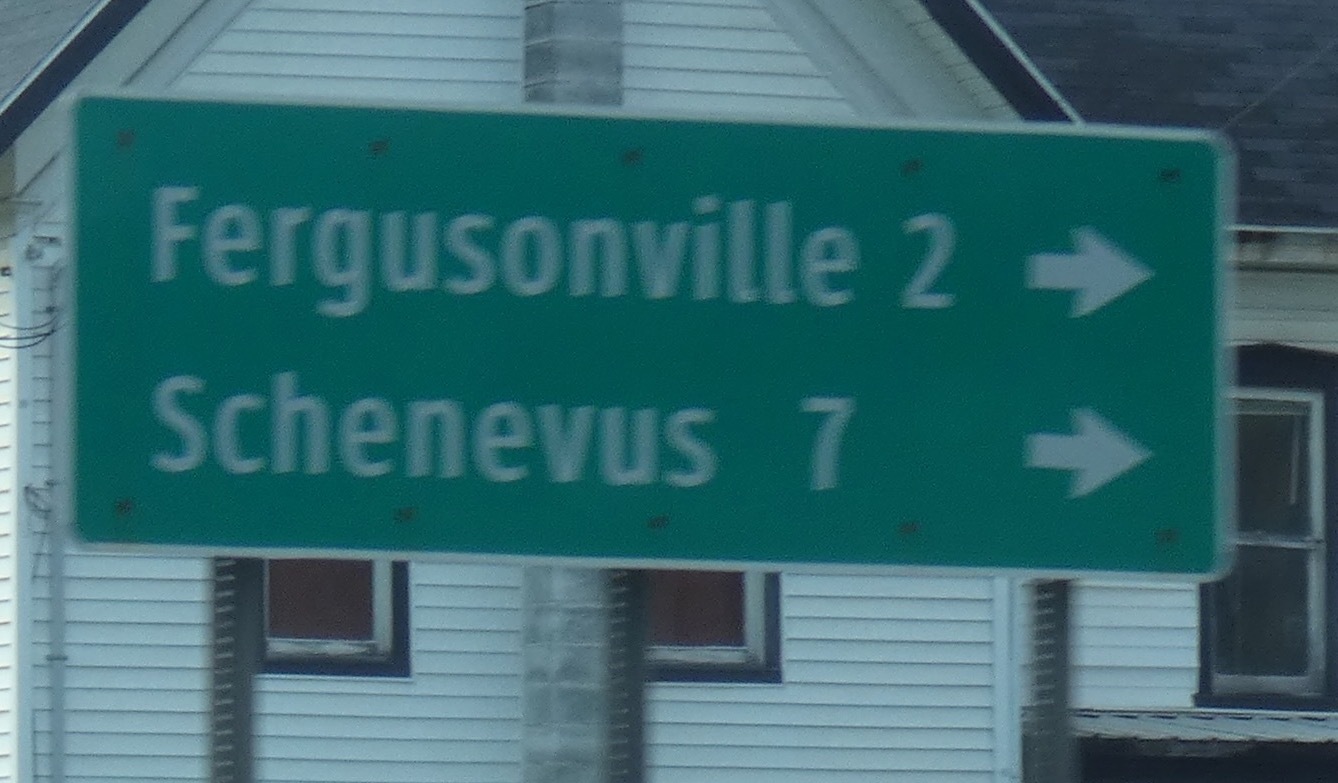 Fergusonville 2 →
Schenevus 7 →